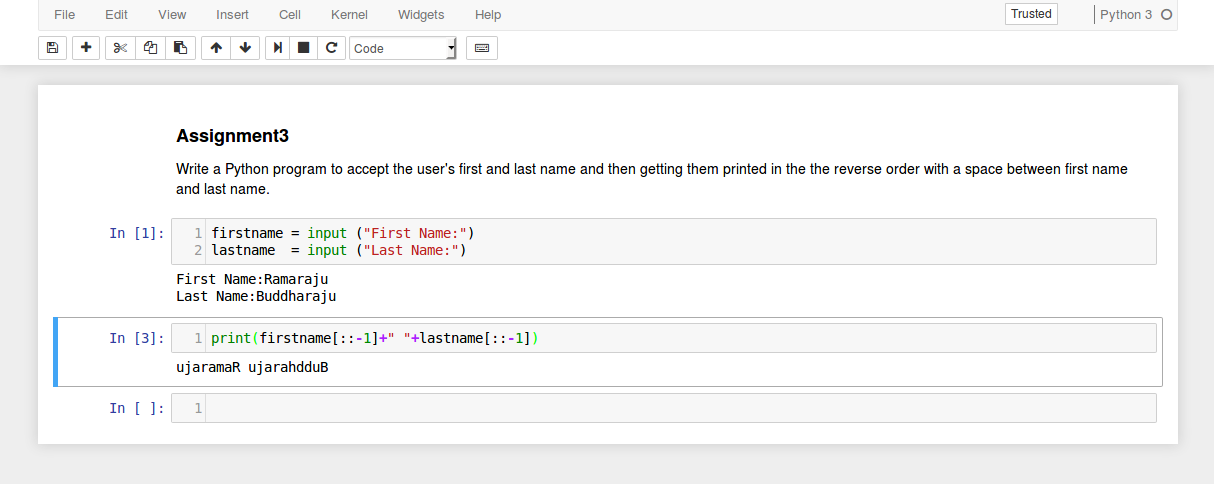 File Edit View Insert Cell Kernel Widgets Help Trusted Python 3
Code
Assignment3
Write a Python program to accept the user's first and last name and then getting them printed in the the reverse order with a space between first name
and last name.
In [1]: 1 firstname = input ("First Name:")
2 lastname  = input ("Last Name:")
First Name:Ramaraju
Last Name:Buddharaju
In [3]: 1 print(firstname[::-1]+" "+lastname[::-1])
ujaramaR ujarahdduB
In [ ]: 1